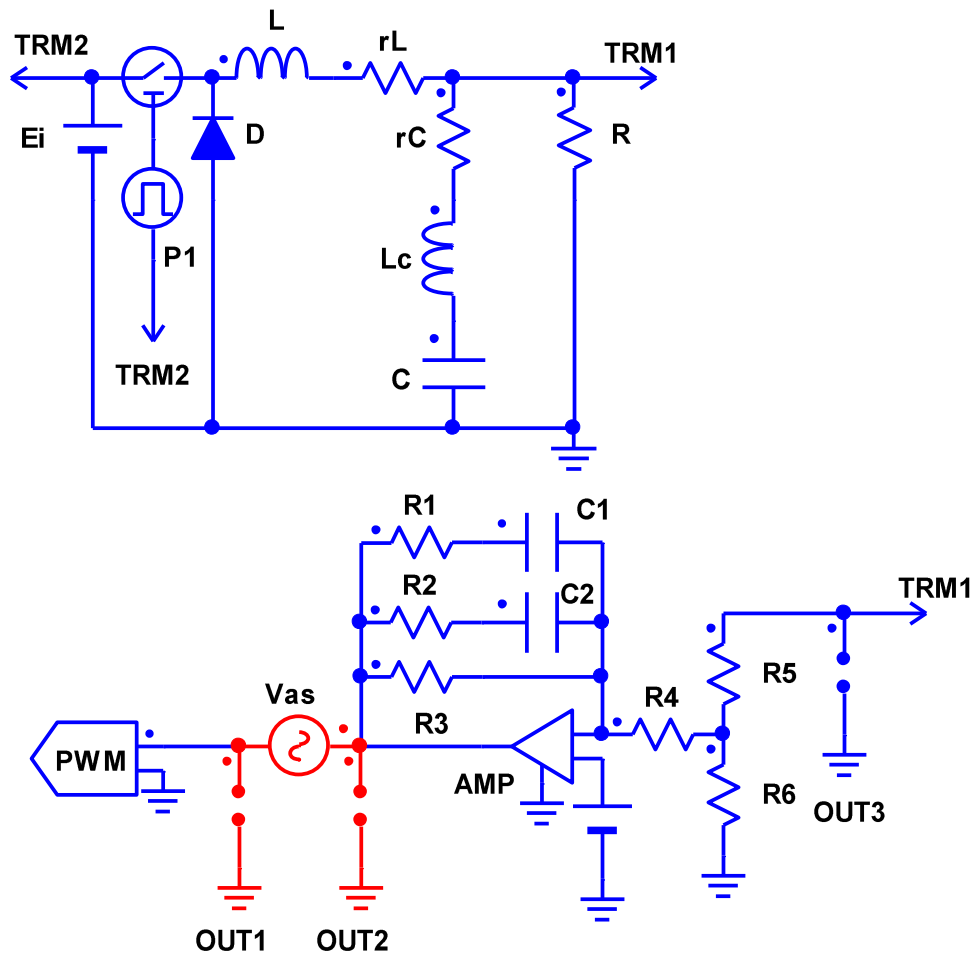 L
TRM2
rL
TRM1
Ei
D
rC
R
P1
Lc
TRM2
C
R1
C1
R2
C2
TRM1
R5
Vas
R4
R3
PWM
AMP
R6
OUT3
OUT1
OUT2